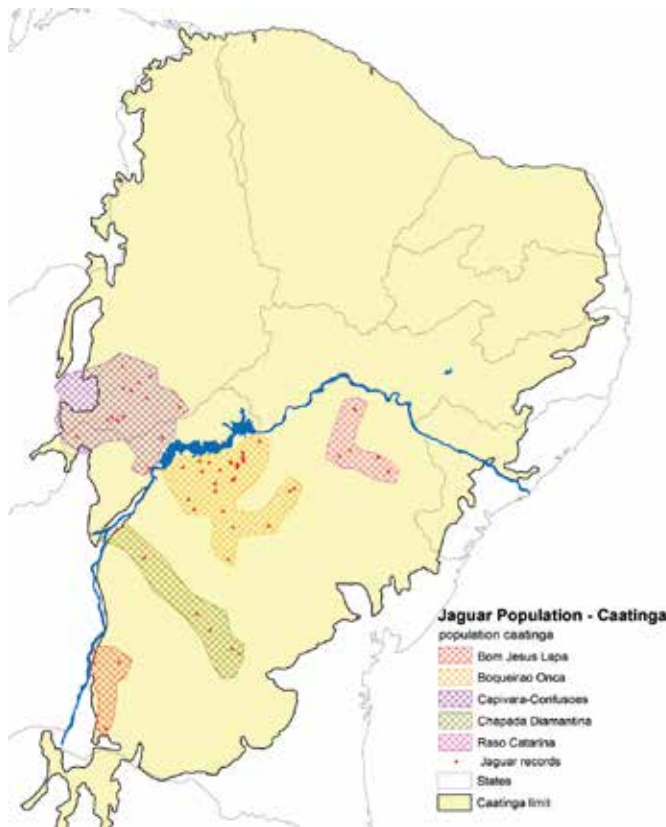 Jaguar Population - Caatinga
population caatinga
Bom Jesus Lapa
Boqueirao Onca
Capivara-Confusoes
Chapada Diamantina
Raso Catarina
Jaguar records
States
Caatinga limit